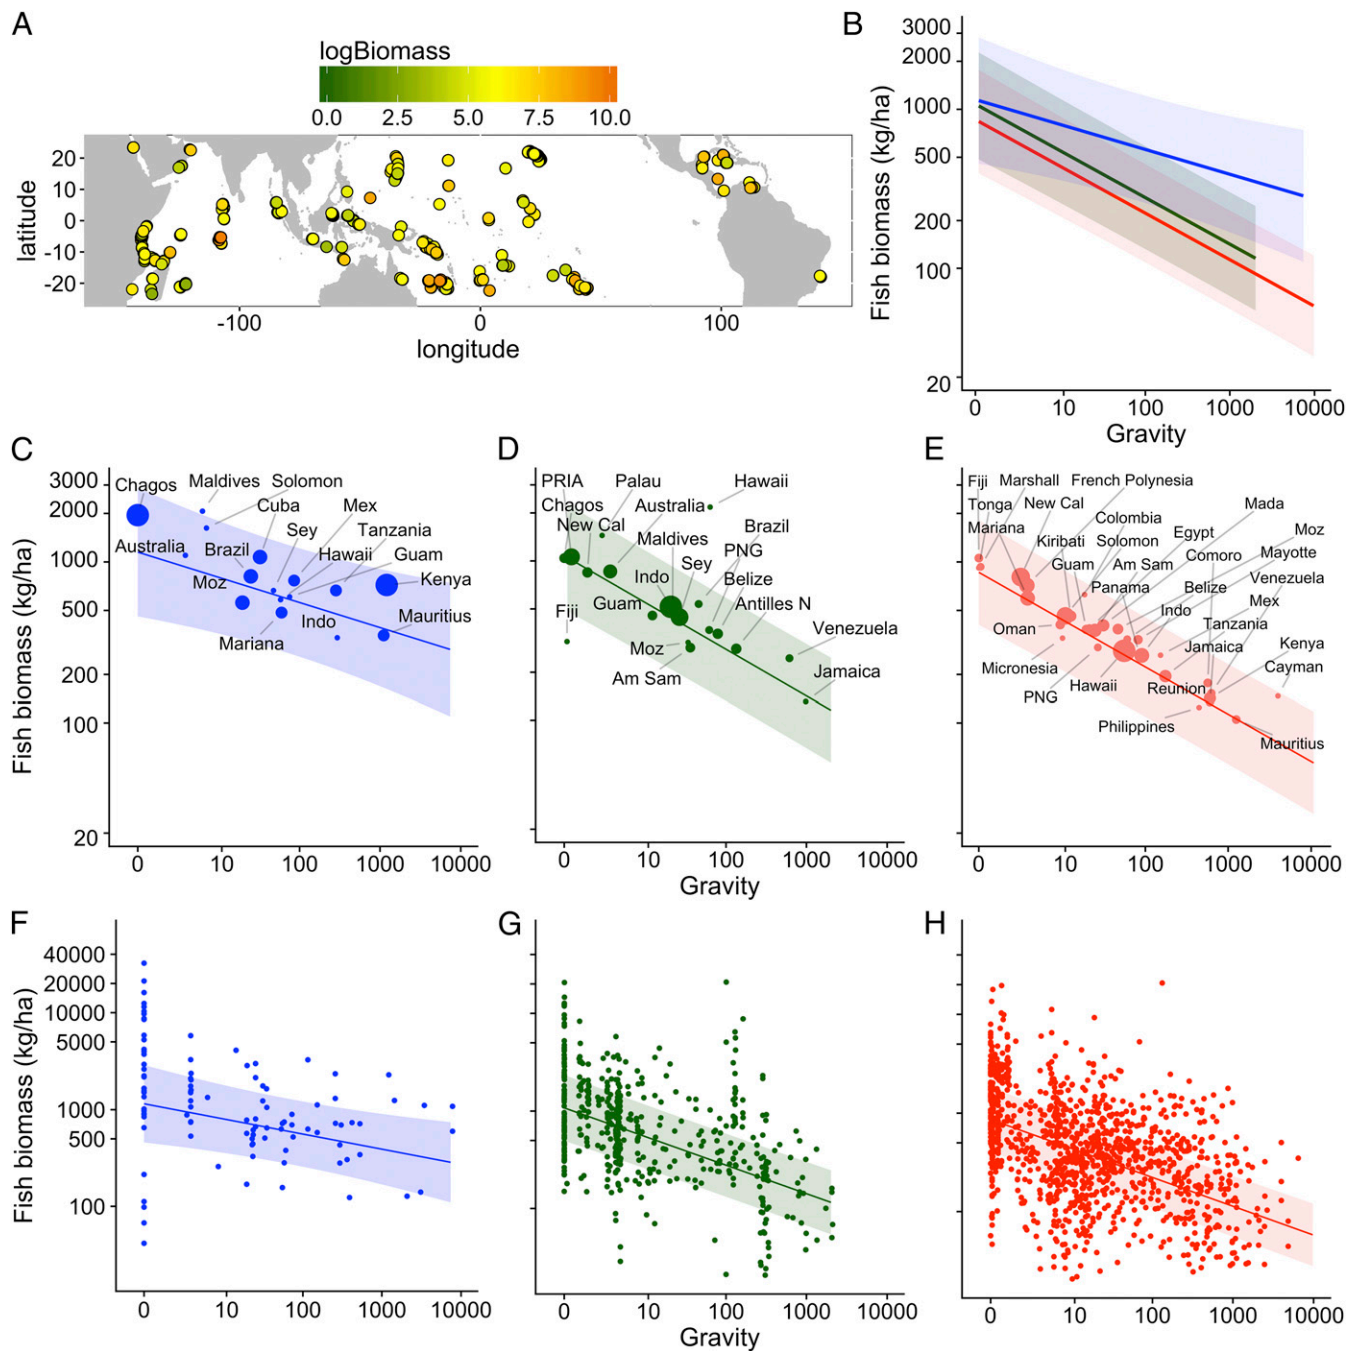 A
logBiomass
0.0 2.5 5.0 7.5 10.0
latitude
20
10
0
-10
-20
-100 0 100
longitude
B
Fish biomass (kg/ha)
3000
2000
1000
500
200
100
20
0 10 100 1000 10000
Gravity
C
Fish biomass (kg/ha)
3000
2000
1000
500
200
100
20
Chagos
Maldives
Solomon
Cuba
Mex
Sey
Tanzania
Australia
Brazil
Hawaii
Guam
Moz
Kenya
Indo
Mauritius
Mariana
0 10 100 1000 10000
D
PRIA
Palau
Hawaii
Chagos
Australia
New Cal
Brazil
Maldives
PNG
Sey
Indo
Belize
Guam
Antilles N
Fiji
Moz
Venezuela
Am Sam
Jamaica
0 10 100 1000 10000
Gravity
E
Fiji
Marshall
French Polynesia
Mada
Tonga
New Cal
Colombia
Moz
Mariana
Egypt
Kiribati
Solomon
Comoro
Mayotte
Guam
Am Sam
Venezuela
Panama
Belize
Mex
Oman
Indo
Tanzania
Kenya
Micronesia
Jamaica
Cayman
PNG
Hawaii
Reunion
Philippines
Mauritius
0 10 100 1000 10000
F
Fish biomass (kg/ha)
40000
20000
10000
5000
1000
500
100
0 10 100 1000 10000
G
0 10 100 1000 10000
Gravity
H
0 10 100 1000 10000